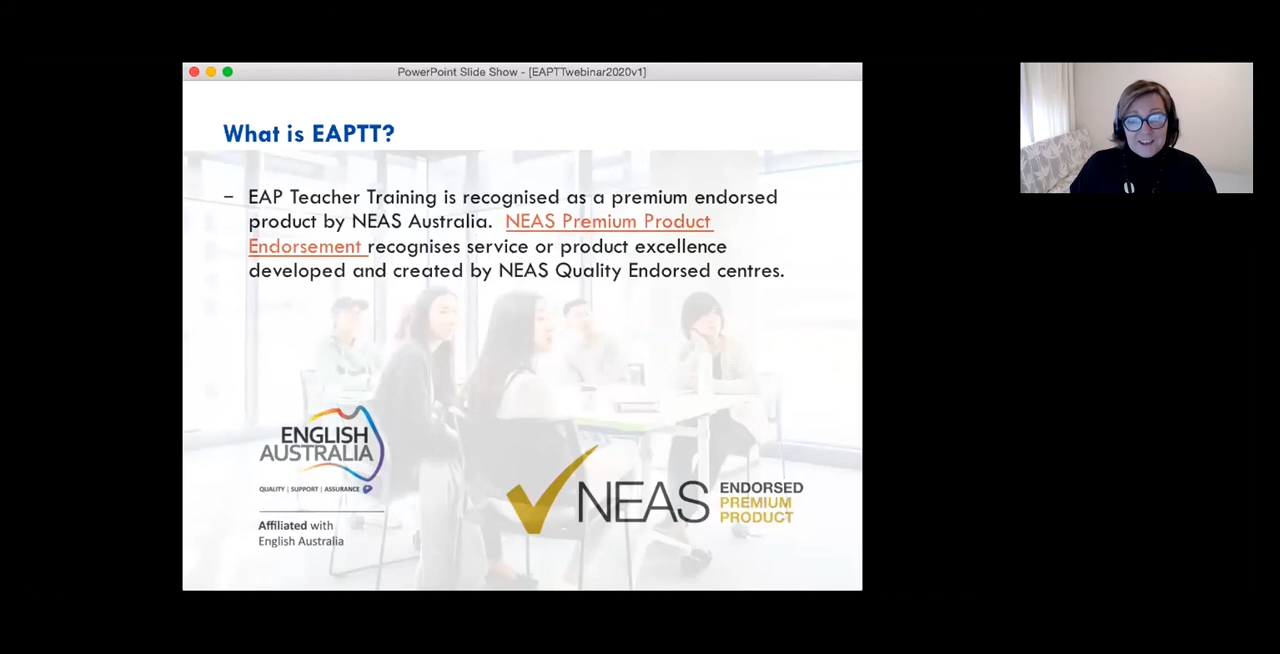 PowerPoint Slide Show - [EAPTTwebinar2020v1]
What is EAPTT?
– EAP Teacher Training is recognised as a premium endorsed
product by NEAS Australia. NEAS Premium Product
Endorsement recognises service or product excellence
developed and created by NEAS Quality Endorsed centres.
ENGLISH
AUSTRALIA
QUALITY | SUPPORT | ASSURANCE
Affiliated with
English Australia
NEAS
ENDORSED
PREMIUM
PRODUCT